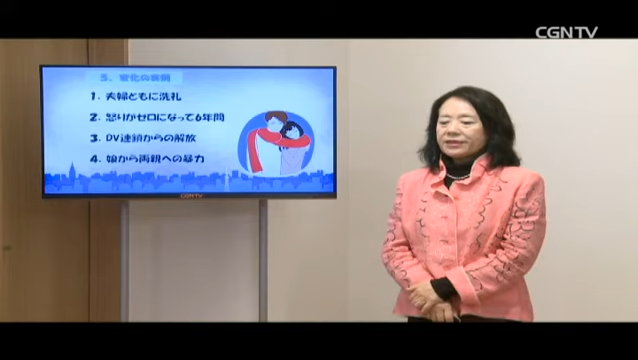 CGNTV
5. 変化の実例
1. 夫婦ともに洗礼
2. 怒りがゼロになって6年間
3. DV連鎖からの解放
4. 娘から両親への暴力
CGNTV